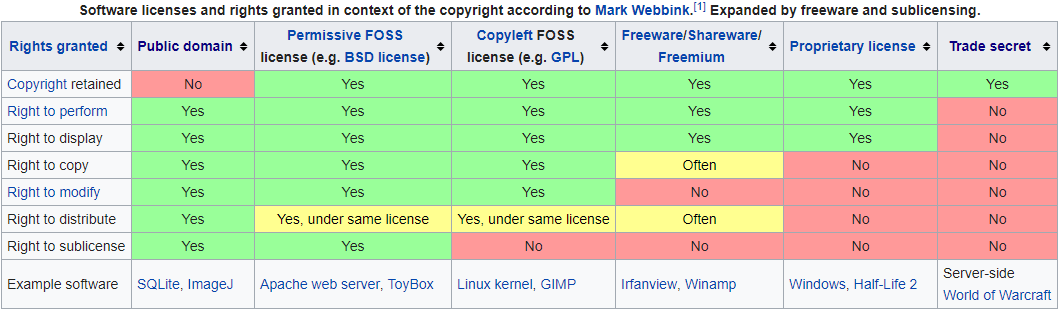 Software licenses and rights granted in context of the copyright according to Mark Webbink.[1] Expanded by freeware and sublicensing.
Rights granted Public domain Permissive FOSS license (e.g. BSD license) Copyleft FOSS license (e.g. GPL) Freeware/Shareware/Freemium Proprietary license Trade secret
Copyright retained No Yes Yes Yes Yes Yes
Right to perform Yes Yes Yes Yes Yes No
Right to display Yes Yes Yes Yes Yes No
Right to copy Yes Yes Yes Often No No
Right to modify Yes Yes Yes No No No
Right to distribute Yes Yes, under same license Yes, under same license Often No No
Right to sublicense Yes Yes No No No No
Example software SQLite, ImageJ Apache web server, ToyBox Linux kernel, GIMP Irfanview, Winamp Windows, Half-Life 2 Server-side World of Warcraft